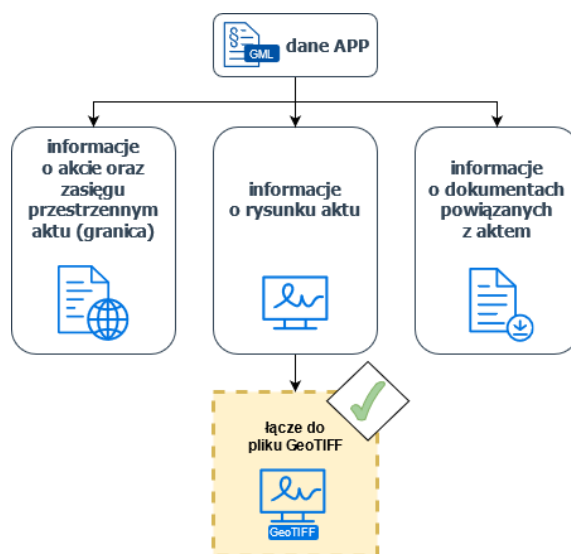 §
GML
dane APP
informacje
o akcie oraz
zasięgu
przestrzennym
aktu (granica)
informacje
o rysunku aktu
informacje
o dokumentach
powiązanych
z aktem
łącze do
pliku GeoTIFF
GeoTIFF